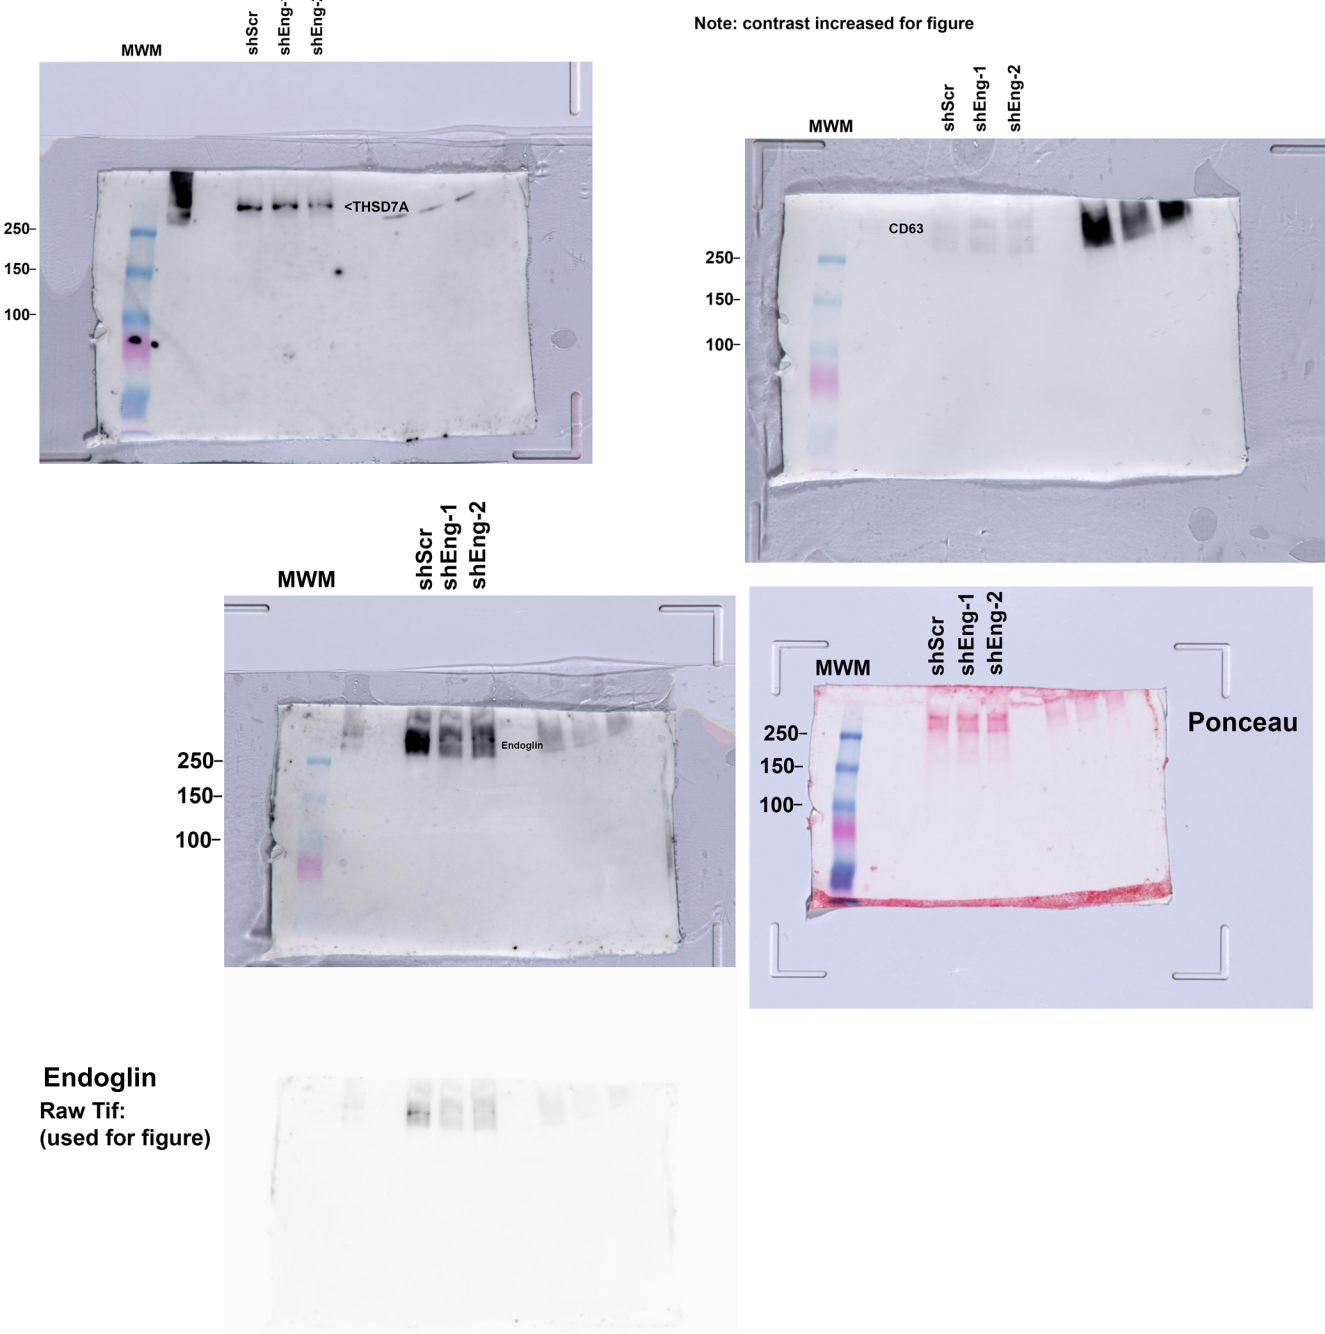 MWM
shScr
shEng-
shEng-
<THSD7A
250-
150-
100-
Note: contrast increased for figure
MWM
shScr
shEng-1
shEng-2
CD63
250-
150-
100-
MWM
shScr
shEng-1
shEng-2
Endoglin
250-
150-
100-
MWM
shScr
shEng-1
shEng-2
Ponceau
250-
150-
100-
Endoglin
Raw Tif:
(used for figure)